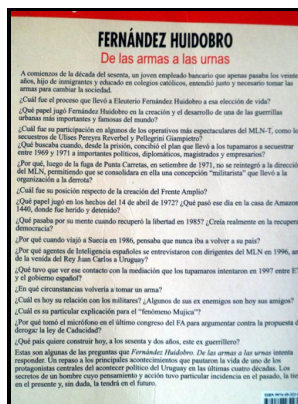 FERNÁNDEZ HUIDOBRO
De las armas a las urnas
A comienzos de la década del sesenta, un joven empleado bancario que apenas pasaba los veinte
años, hijo de inmigrantes y educado en colegios católicos, entendió justo y necesario tomar las
armas para cambiar la sociedad.
¿Cuál fue el proceso que llevó a Eleuterio Fernández Huidobro a esa elección de vida?
¿Qué papel jugó Fernández Huidobro en la creación y el desarrollo de una de las guerrillas
urbanas más importantes y famosas del mundo?
¿Cuál fue su participación en algunos de los operativos más espectaculares del MLN-T, como los
secuestros de Ulises Pereyra Reverbel y Pellegrini Giampietro?
¿Qué buscaba cuando, desde la prisión, concibió el plan que llevó a los tupamaros a secuestrar
entre 1969 y 1971 a importantes políticos, diplomáticos, magistrados y empresarios?
¿Por qué, luego de la fuga de Punta Carretas, en setiembre de 1971, no se reintegró a la dirección
del MLN, permitiendo que se consolidara en ella una concepción "militarista" que llevó a la
organización a la derrota?
¿Cuál fue su posición respecto de la creación del Frente Amplio?
¿Qué papel jugó en los hechos del 14 de abril de 1972? ¿Qué pasó ese día en la casa de Amazonas
1440, donde fue herido y detenido?
¿Qué pasaba por su mente cuando recuperó la libertad en 1985? ¿Creía realmente en la recupera
democracia?
¿Por qué cuando viajó a Suecia en 1986, pensaba que nunca iba a volver a su país?
¿Por qué agentes de Inteligencia españoles se entrevistaron con dirigentes del MLN en 1996, an
de la venida del Rey Juan Carlos a Uruguay?
¿Qué tuvo que ver ese contacto con la mediación que los tupamaros intentaron en 1997 entre ET
y el gobierno español?
¿En qué circunstancias volvería a tomar un arma?
¿Cuál es hoy su relación con los militares? ¿Algunos de sus ex enemigos son hoy sus amigos?
¿Cuál es su particular explicación para el "fenómeno Mujica"?
¿Por qué tomó el micrófono en el último congreso del FA para argumentar contra la propuesta d
deroga: la ley de Caducidad?
¿Qué país quiere construir hoy, a los sesenta y dos años, este ex guerrillero?
Estas son algunas de las preguntas que Fernández Huidobro. De las armas a las urnas intenta
responder. Un repaso a los principales acontecimientos que pautaron la vida de uno de los
protagonistas centrales del acontecer político del Uruguay en las últimas cuatro décadas. Los
secretos de un hombre cuyo pensamiento y acción tuvo particular incidencia en el pasado, la tie
en el presente y, sin duda, la tendrá en el futuro.